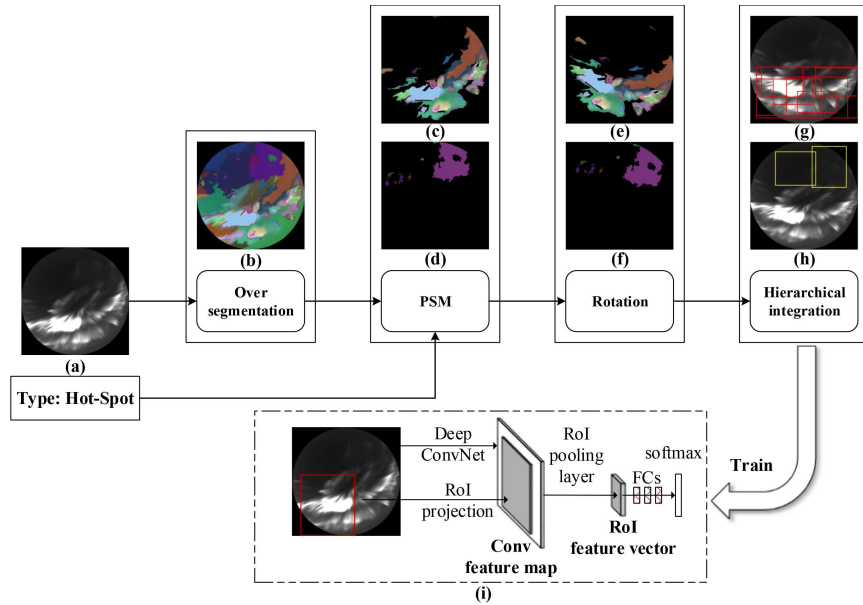 (c)
(e)
(g)
(b)
(d)
(f)
(h)
Over
segmentation
PSM
Rotation
Hierarchical
integration
(a)
Type: Hot-Spot
Deep
ConvNet
RoI
projection
RoI
pooling
layer
softmax
FCs
Train
Conv
feature map
RoI
feature vector
(i)